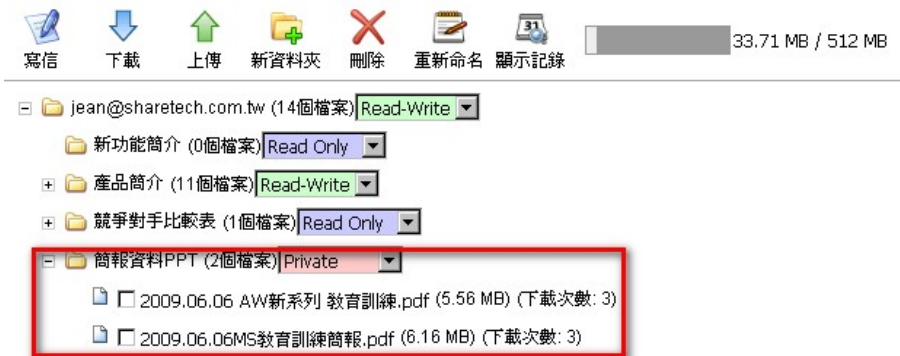 寫信 下載 上傳 新資料夾 刪除 重新命名 顯示記錄 33.71 MB / 512 MB
jean@sharetech.com.tw (14個檔案) Read-Write
新功能簡介 (0個檔案) Read Only
產品簡介 (11個檔案) Read-Write
競爭對手比較表 (1個檔案) Read Only
簡報資料PPT (2個檔案) Private
2009.06.06 AW新系列 教育訓練.pdf (5.56 MB) (下載次數: 3)
2009.06.06MS教育訓練簡報.pdf (6.16 MB) (下載次數: 3)